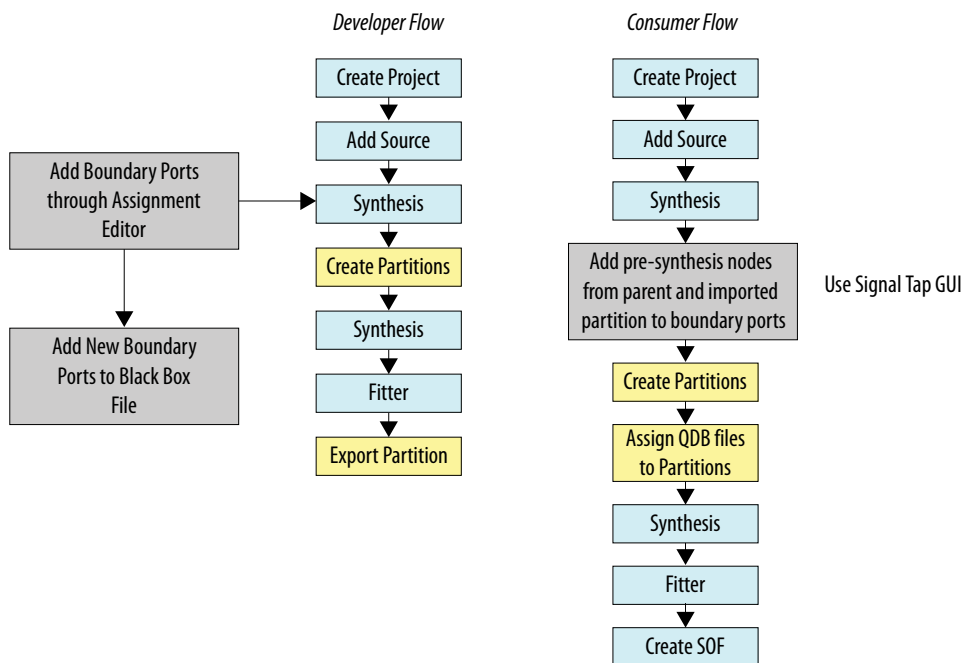 Developer Flow
Create Project
Add Source
Synthesis
Create Partitions
Synthesis
Fitter
Export Partition
Add Boundary Ports
through Assignment
Editor
Add New Boundary
Ports to Black Box
File
Consumer Flow
Create Project
Add Source
Synthesis
Add pre-synthesis nodes
from parent and imported
partition to boundary ports
Use Signal Tap GUI
Create Partitions
Assign QDB files
to Partitions
Synthesis
Fitter
Create SOF